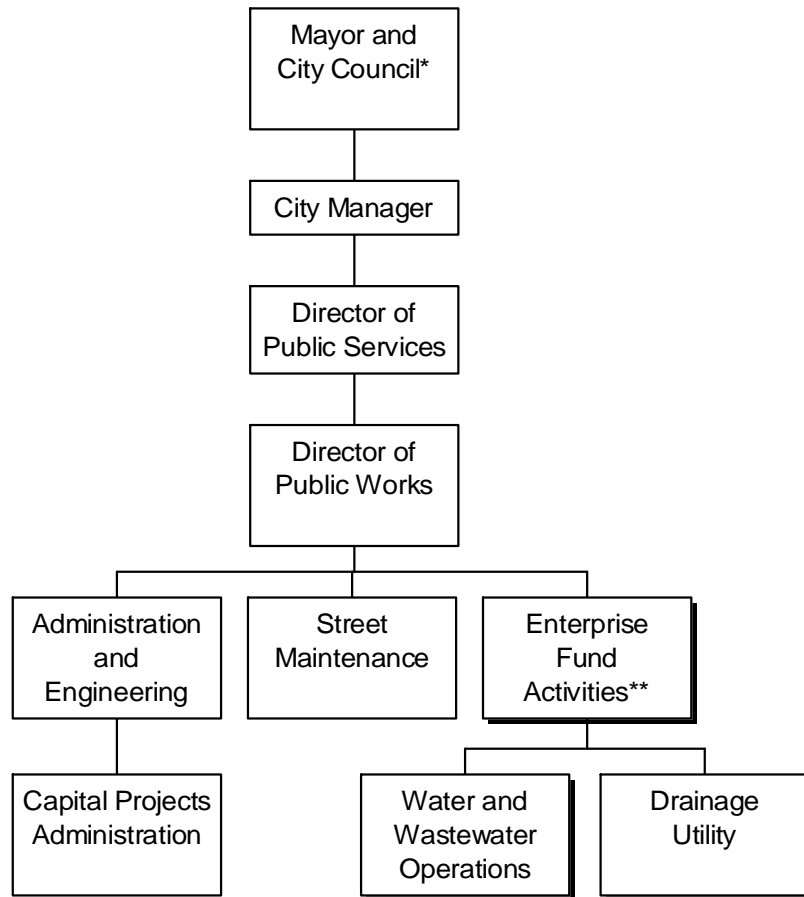 Mayor and
City Council*
City Manager
Director of
Public Services
Director of
Public Works
Administration
and
Engineering
Street
Maintenance
Enterprise
Fund
Activities**
Capital Projects
Administration
Water and
Wastewater
Operations
Drainage
Utility